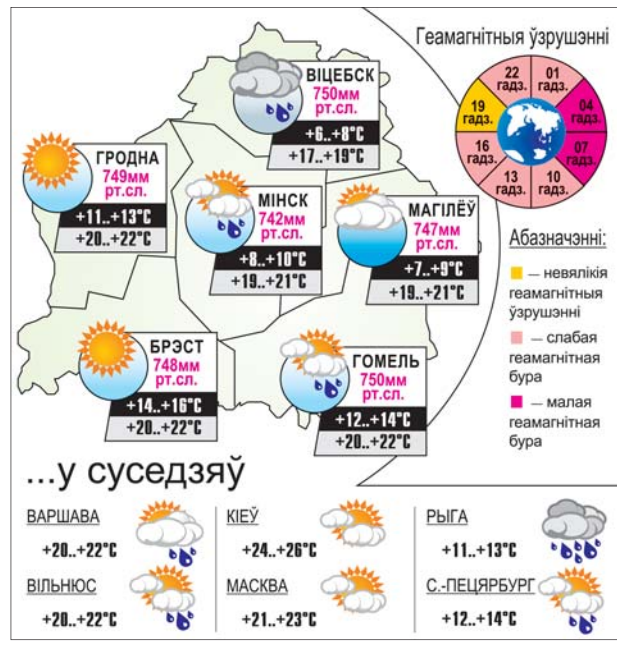 Геамагнітныя ўзрушэнні
22 гадз.
01 гадз.
04 гадз.
07 гадз.
10 гадз.
13 гадз.
16 гадз.
19 гадз.
ВІЦЕБСК
750мм
рт.сл.
+6..+8°C
+17..+19°C
ГРОДНА
749мм
рт.сл.
+11..+13°C
+20..+22°C
МІНСК
742мм
рт.сл.
+8..+10°C
+19..+21°C
МАГІЛЁЎ
747мм
рт.сл.
+7..+9°C
+19..+21°C
БРЭСТ
748мм
рт.сл.
+14..+16°C
+20..+22°C
ГОМЕЛЬ
750мм
рт.сл.
+12..+14°C
+20..+22°C
Абазначэнні:
— невялікія
геамагнітныя
ўзрушэнні
— слабая
геамагнітная
бура
— малая
геамагнітная
бура
...у суседзяў
ВАРШАВА
+20..+22°C
КІЕЎ
+24..+26°C
РЫГА
+11..+13°C
ВІЛЬНЮС
+20..+22°C
МАСКВА
+21..+23°C
С.-ПЕЦЯРБУРГ
+12..+14°C